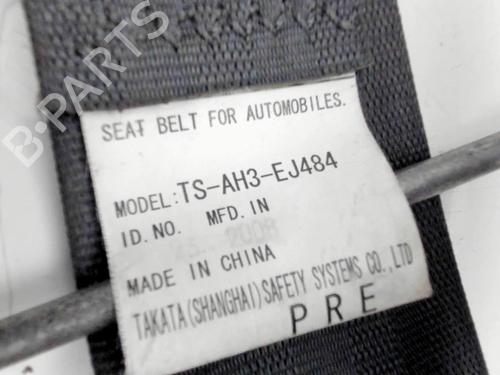 B-PARTS
SEAT BELT FOR AUTOMOBILES.
MODEL:TS-AH3-EJ484
ID.NO. MFD.IN
2008
MADE IN CHINA
TAKATA(SHANGHAI)SAFETY SYSTEMS CO.,LTD
PRE